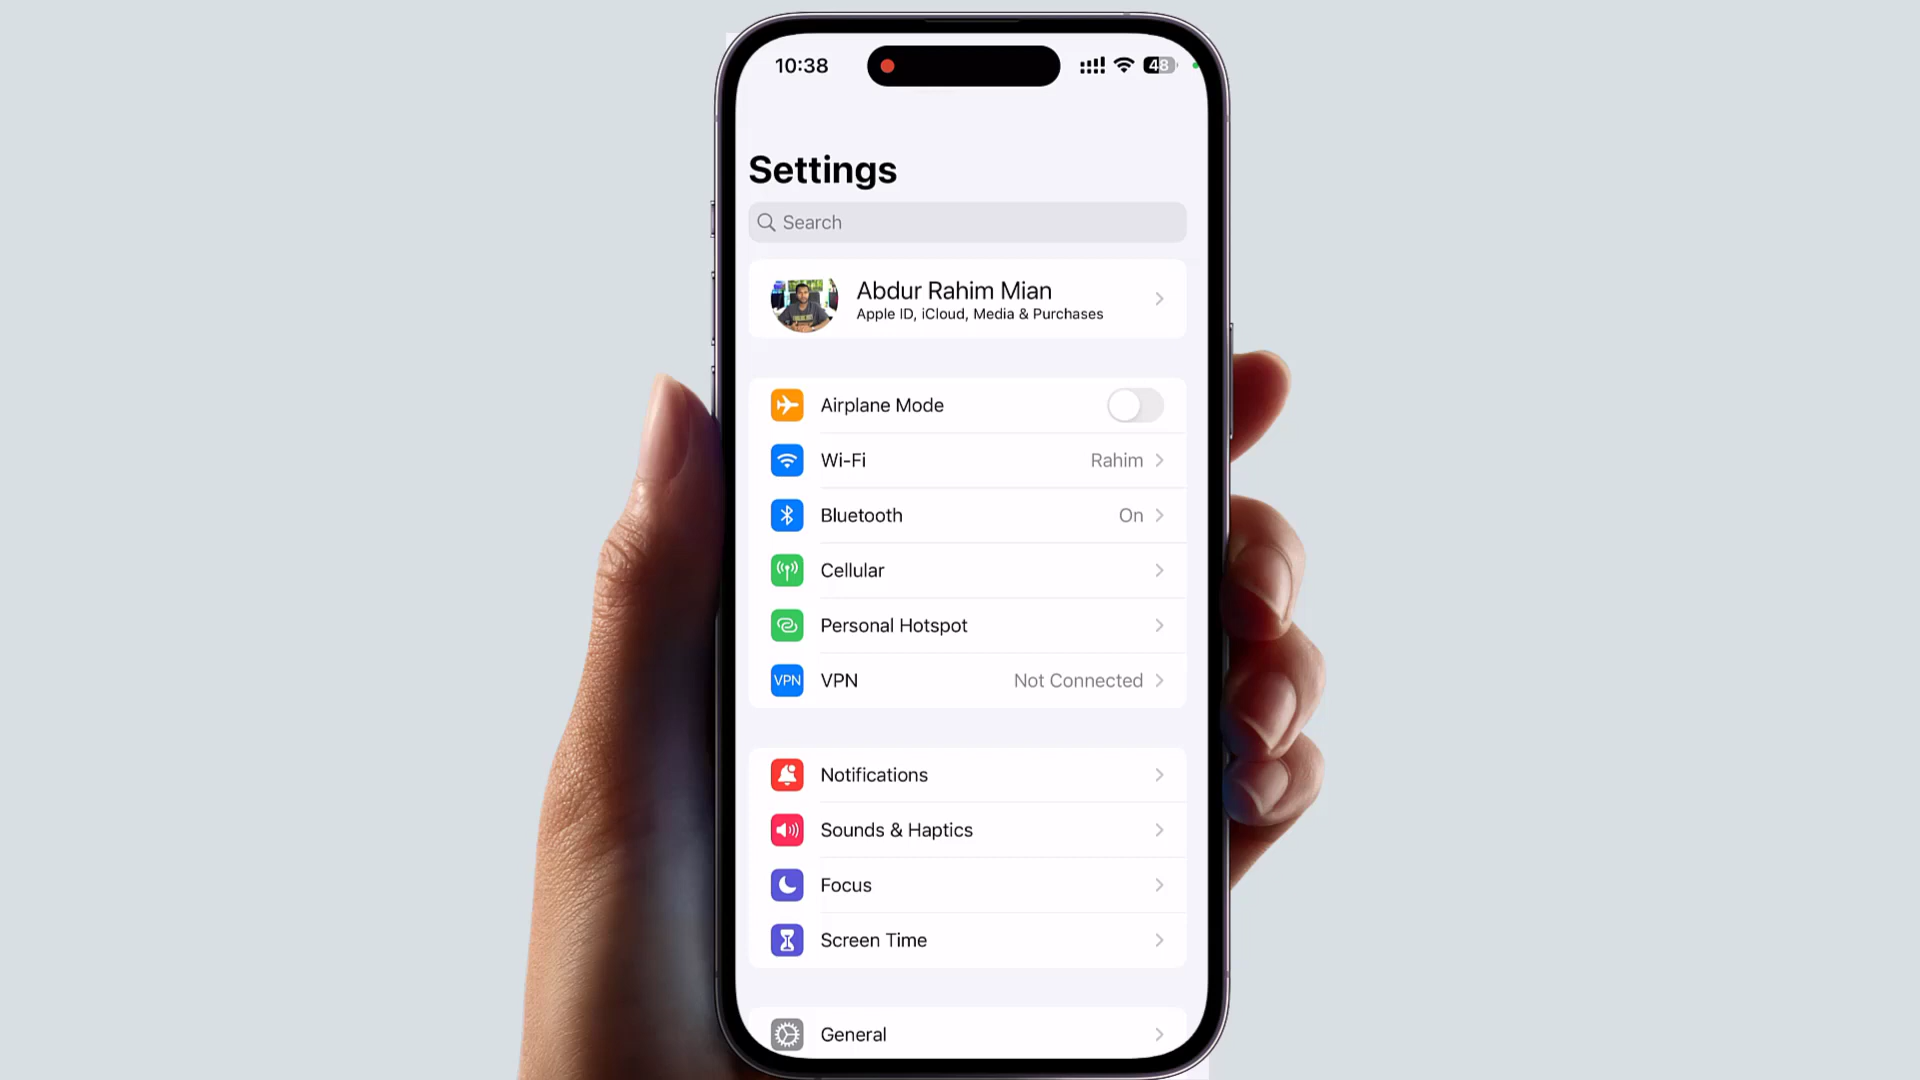 10:38
48
Settings
Search
Abdur Rahim Mian
Apple ID, iCloud, Media & Purchases
Airplane Mode
Wi-Fi Rahim
Bluetooth On
Cellular
Personal Hotspot
VPN VPN Not Connected
Notifications
Sounds & Haptics
Focus
Screen Time
General